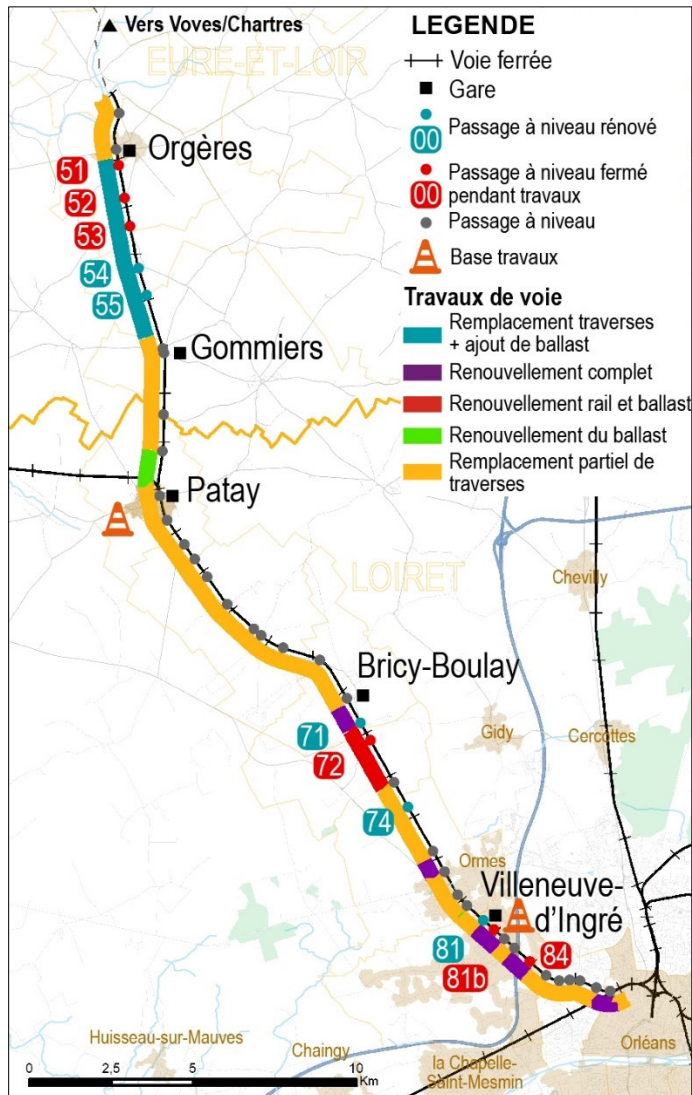 Vers Voves/Chartres
EURE-ET-LOIR
Orgères
51
52
53
54
55
Gommiers
Patay
LOIRET
Chevilly
Bricy-Boulay
71
72
74
Gidy
Cercottes
Ormes
Villeneuve-
d'Ingré
81
81b
84
Huisseau-sur-Mauves
Chaingy
la Chapelle-
Saint-Mesmin
Orléans
0
2,5
5
10
Km
LEGENDE
Voie ferrée
Gare
00
Passage à niveau rénové
00
Passage à niveau fermé
pendant travaux
Passage à niveau
Base travaux
Travaux de voie
Remplacement traverses
+ ajout de ballast
Renouvellement complet
Renouvellement rail et ballast
Renouvellement du ballast
Remplacement partiel de
traverses